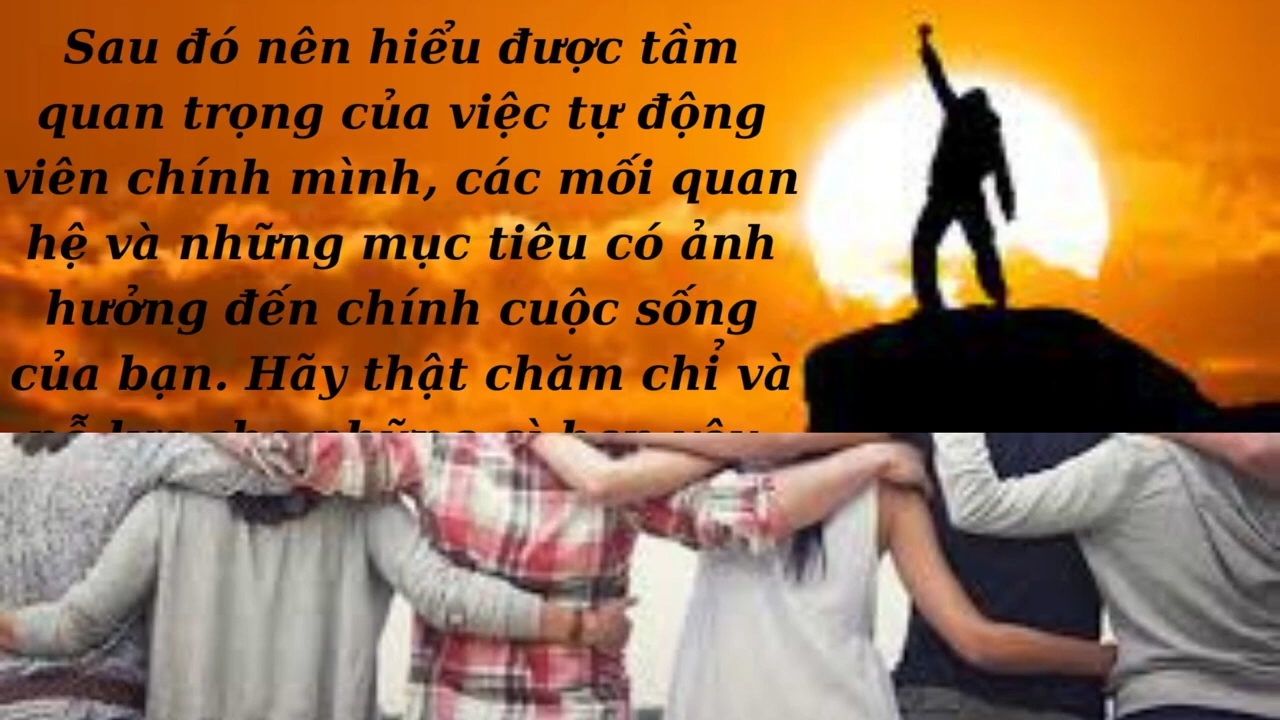 Sau đó nên hiểu được tầm
quan trọng của việc tự động
viên chính mình, các mối quan
hệ và những mục tiêu có ảnh
hưởng đến chính cuộc sống
của bạn. Hãy thật chăm chỉ và